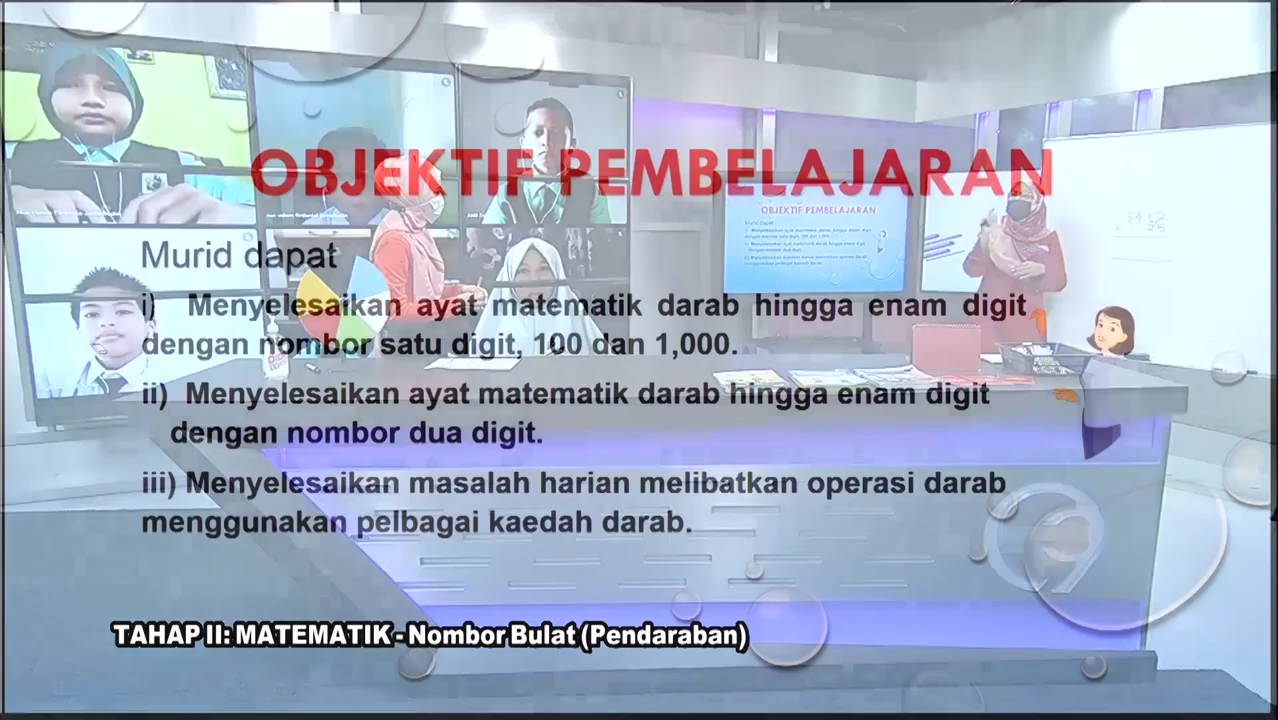 OBJEKTIF PEMBELAJARAN
Murid dapat
i) Menyelesaikan ayat matematik darab hingga enam digit
dengan nombor satu digit, 100 dan 1,000.
ii) Menyelesaikan ayat matematik darab hingga enam digit
dengan nombor dua digit.
iii) Menyelesaikan masalah harian melibatkan operasi darab
menggunakan pelbagai kaedah darab.
TAHAP II: MATEMATIK - Nombor Bulat (Pendaraban)
OBJEKTIF PEMBELAJARAN
Murid dapat